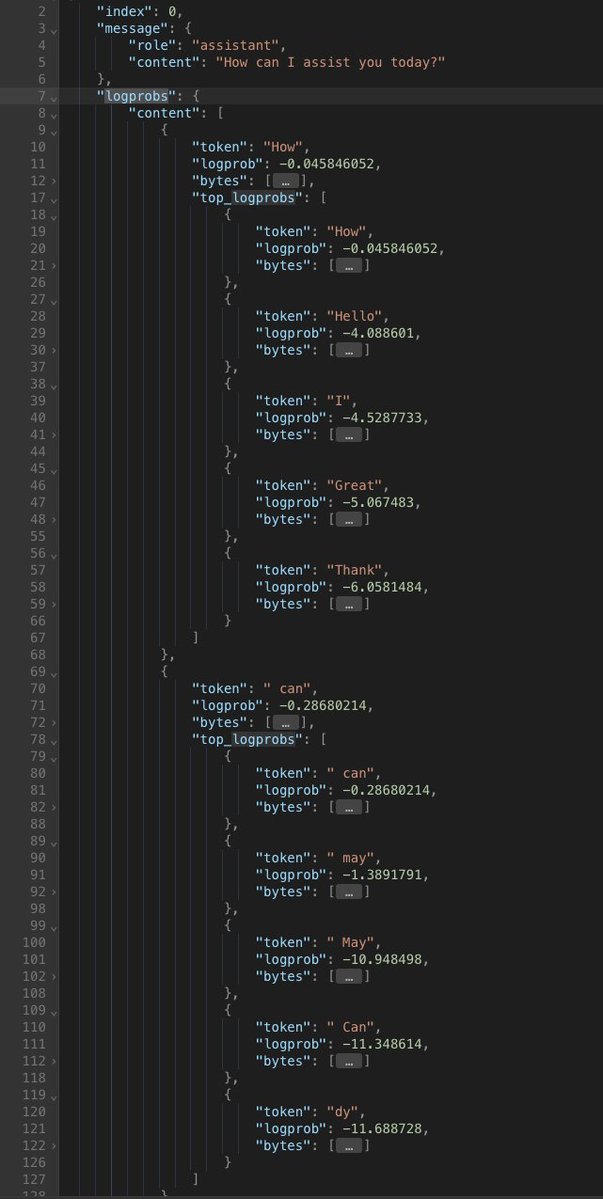 2 "index": 0,
3 "message": {
4 "role": "assistant",
5 "content": "How can I assist you today?"
6 },
7 "logprobs": {
8 "content": [
9 {
10 "token": "How",
11 "logprob": -0.045846052,
12 "bytes": [ … ],
17 "top_logprobs": [
18 {
19 "token": "How",
20 "logprob": -0.045846052,
21 "bytes": [ … ]
26 },
27 {
28 "token": "Hello",
29 "logprob": -4.088601,
30 "bytes": [ … ]
37 },
38 {
39 "token": "I",
40 "logprob": -4.5287733,
41 "bytes": [ … ]
44 },
45 {
46 "token": "Great",
47 "logprob": -5.067483,
48 "bytes": [ … ]
55 },
56 {
57 "token": "Thank",
58 "logprob": -6.0581484,
59 "bytes": [ … ]
66 }
67 ]
68 },
69 {
70 "token": " can",
71 "logprob": -0.28680214,
72 "bytes": [ … ],
78 "top_logprobs": [
79 {
80 "token": " can",
81 "logprob": -0.28680214,
82 "bytes": [ … ]
88 },
89 {
90 "token": " may",
91 "logprob": -1.3891791,
92 "bytes": [ … ]
98 },
99 {
100 "token": " May",
101 "logprob": -10.948498,
102 "bytes": [ … ]
108 },
109 {
110 "token": " Can",
111 "logprob": -11.348614,
112 "bytes": [ … ]
118 },
119 {
120 "token": "dy",
121 "logprob": -11.688728,
122 "bytes": [ … ]
126 }
127 ]